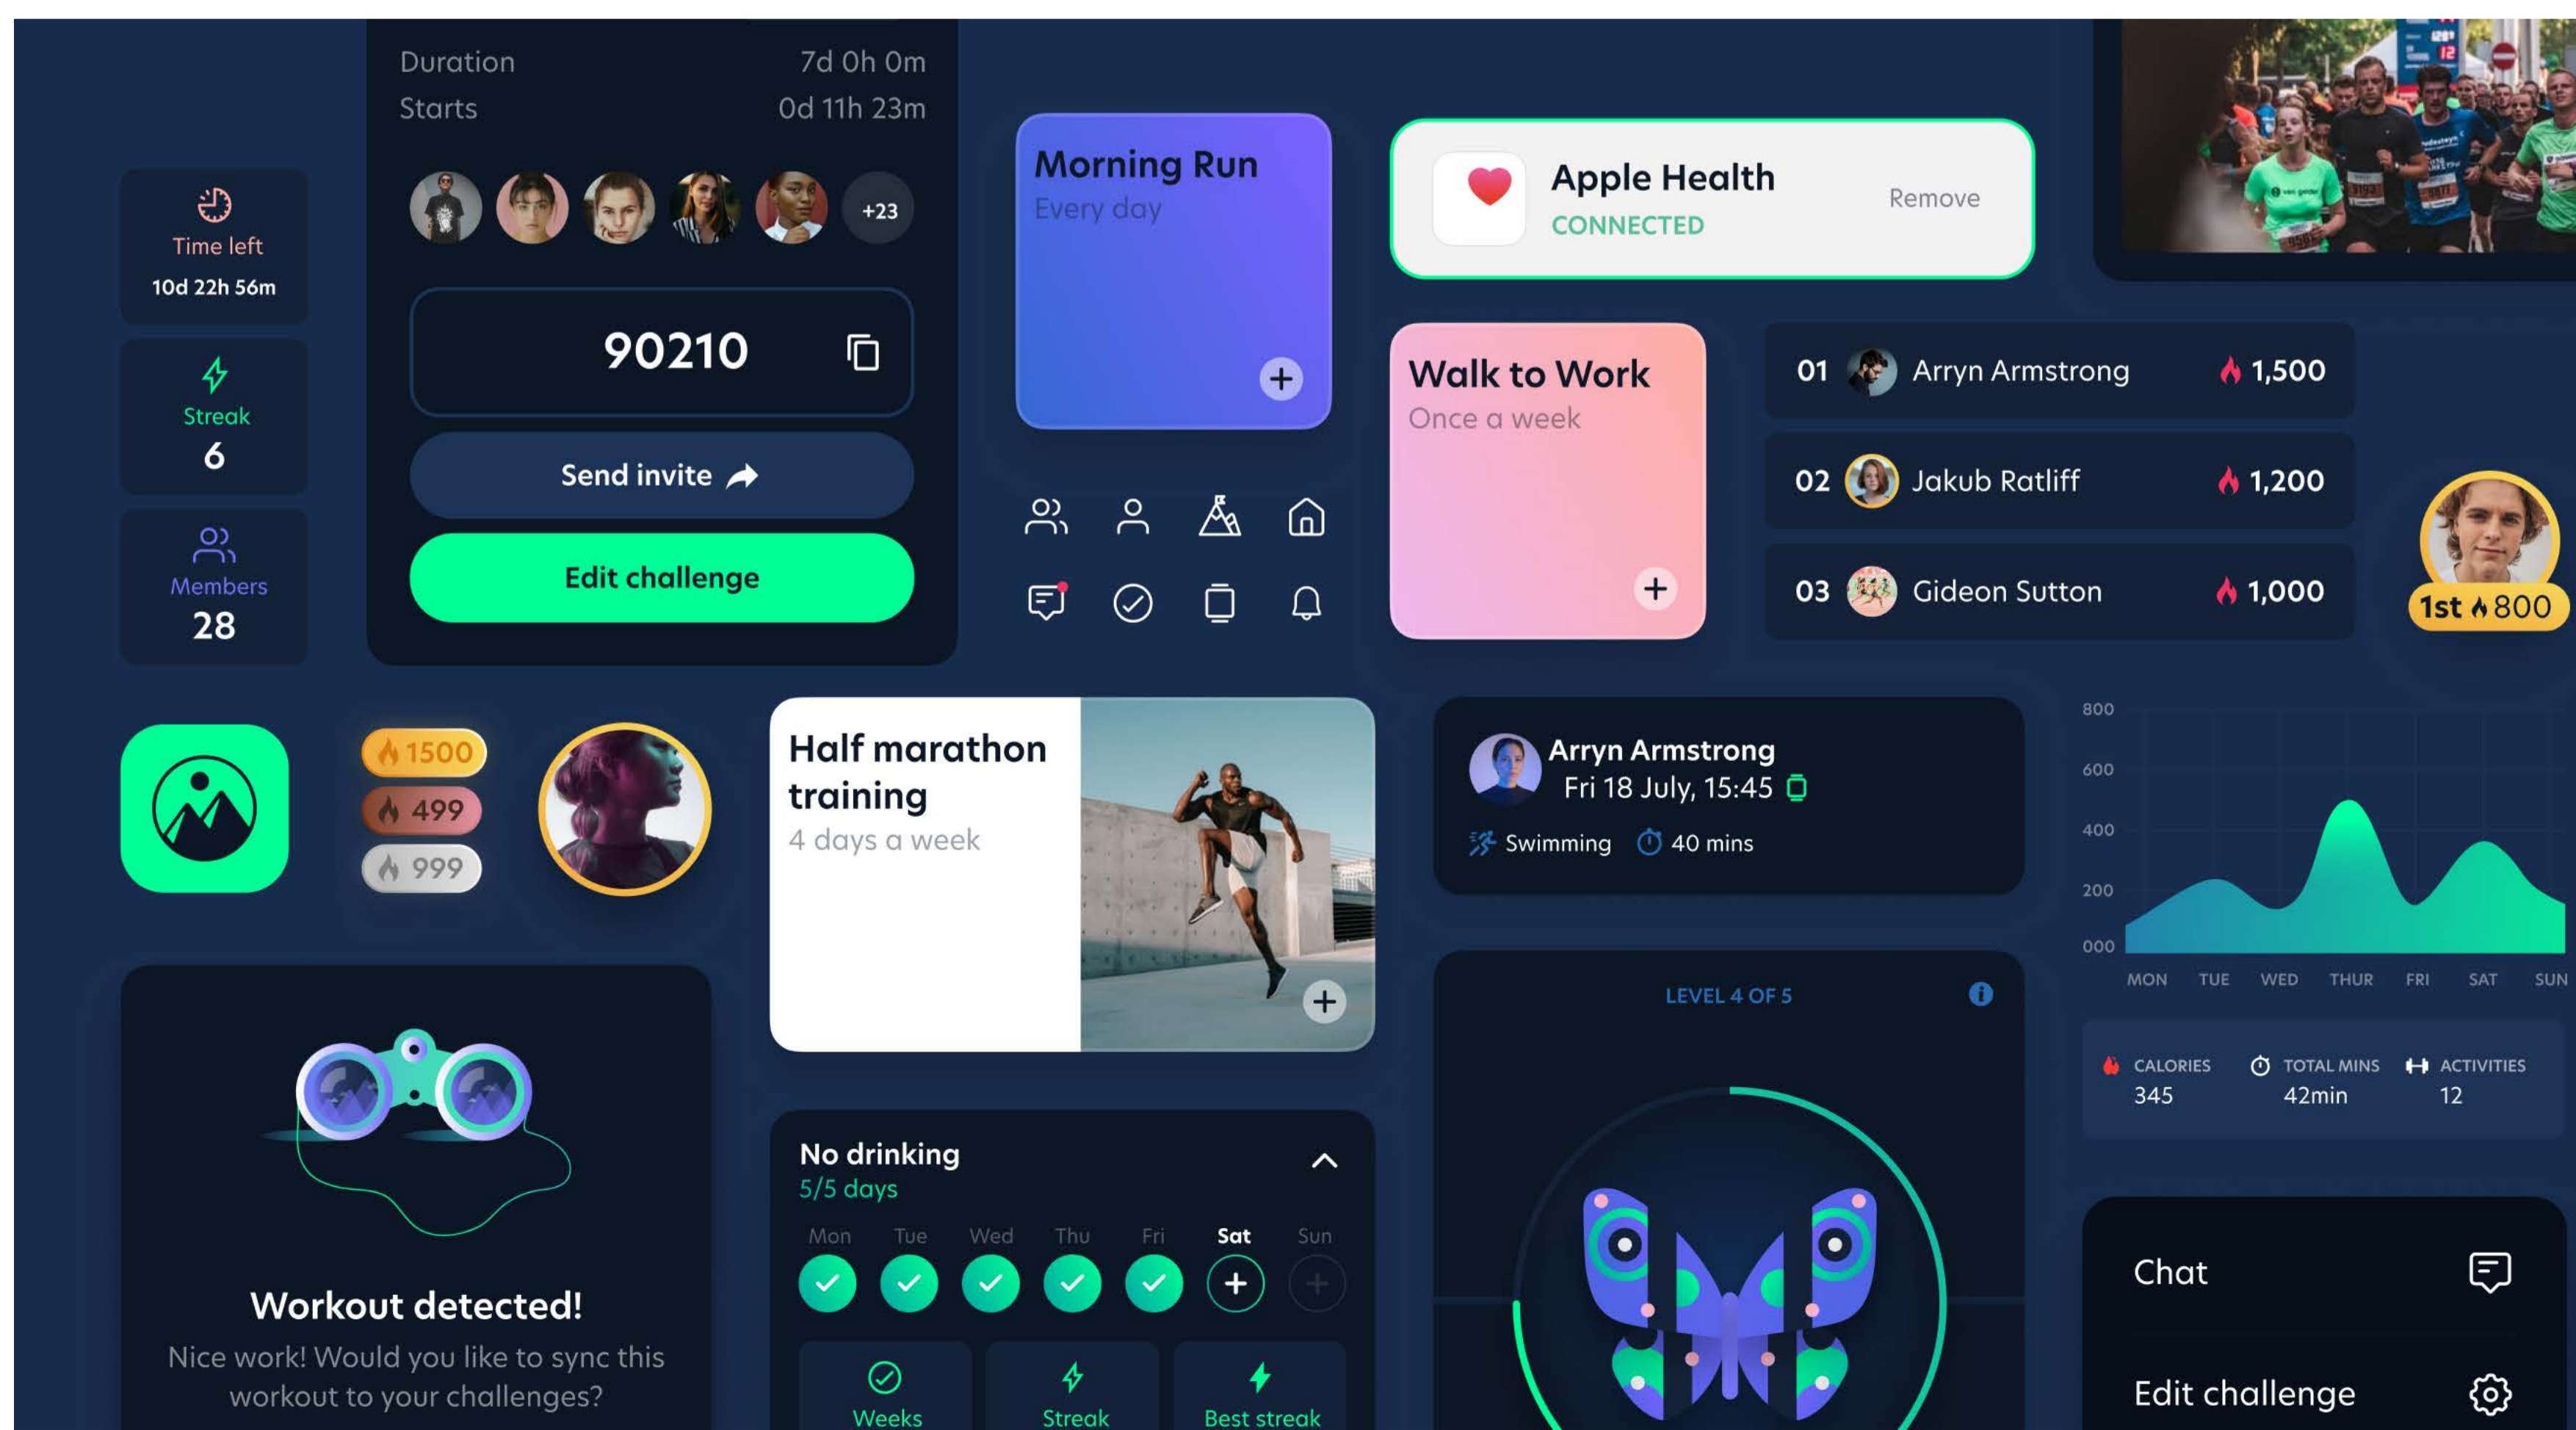 Duration 7d 0h 0m
Starts 0d 11h 23m
+23
90210
Send invite
Edit challenge
Time left
10d 22h 56m
Streak
6
Members
28
Morning Run
Every day
Apple Health
CONNECTED
Remove
Walk to Work
Once a week
01 Arryn Armstrong 1,500
02 Jakub Ratliff 1,200
03 Gideon Sutton 1,000
1st 800
1500
499
999
Half marathon
training
4 days a week
Arryn Armstrong
Fri 18 July, 15:45
Swimming 40 mins
800
600
400
200
000
MON TUE WED THUR FRI SAT SUN
CALORIES
345
TOTAL MINS
42min
ACTIVITIES
12
Workout detected!
Nice work! Would you like to sync this
workout to your challenges?
No drinking
5/5 days
Mon Tue Wed Thu Fri Sat Sun
Weeks
Streak
Best streak
LEVEL 4 OF 5
Chat
Edit challenge